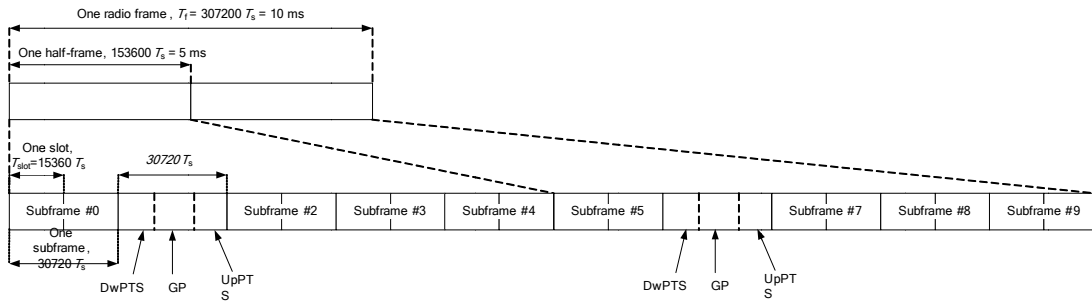 One radio frame, Tf = 307200 Ts = 10 ms
One half-frame, 153600 Ts = 5 ms
One slot,
Tslot=15360 Ts
30720 Ts
Subframe #0
Subframe #2
Subframe #3
Subframe #4
Subframe #5
Subframe #7
Subframe #8
Subframe #9
One
subframe,
30720 Ts
DwPTS
GP
UpPT
S
DwPTS
GP
UpPT
S